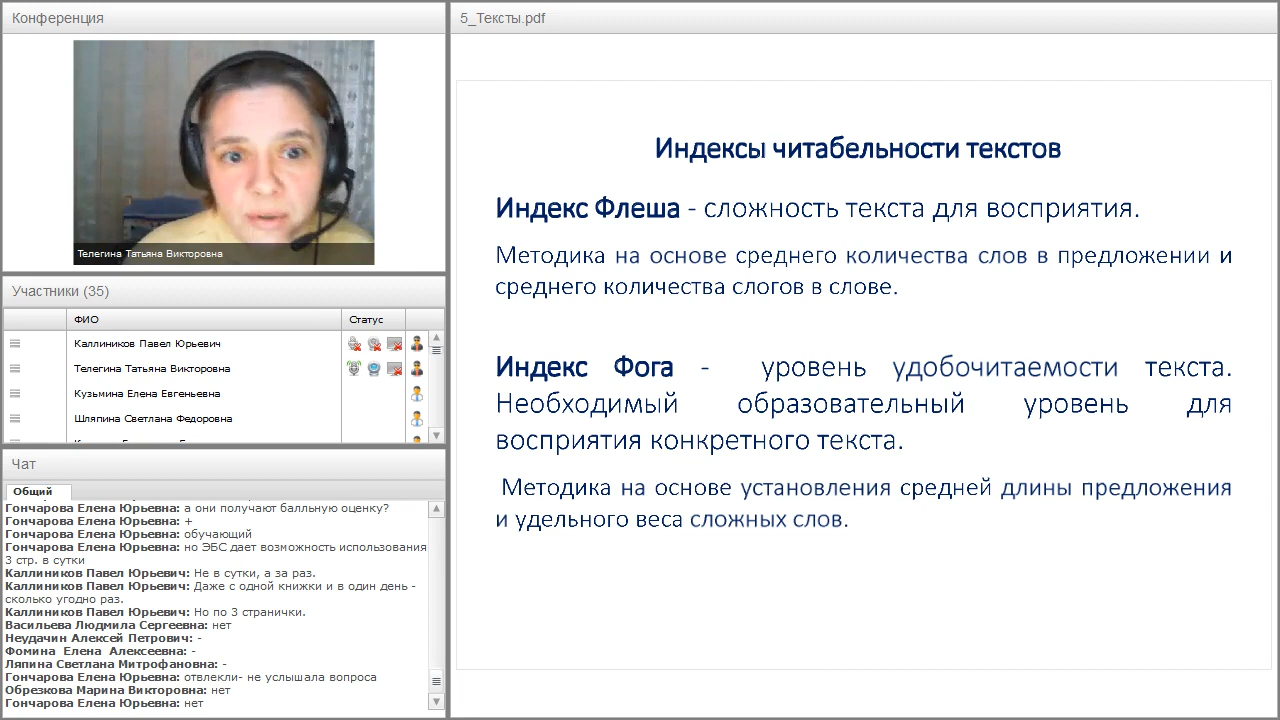 Конференция
Телегина Татьяна Викторовна
Участники (35)
ФИО Статус
Каллиников Павел Юрьевич
Телегина Татьяна Викторовна
Кузьмина Елена Евгеньевна
Шляпина Светлана Федоровна
Чат
Общий
Гончарова Елена Юрьевна: а они получают балльную оценку?
Гончарова Елена Юрьевна: +
Гончарова Елена Юрьевна: обучающий
Гончарова Елена Юрьевна: но ЭБС дает возможность использования
3 стр. в сутки
Каллиников Павел Юрьевич: Не в сутки, а за раз.
Каллиников Павел Юрьевич: Даже с одной книжки и в один день -
сколько угодно раз.
Каллиников Павел Юрьевич: Но по 3 странички.
Васильева Людмила Сергеевна: нет
Неудачин Алексей Петрович: -
Фомина Елена Алексеевна: -
Ляпина Светлана Митрофановна: -
Гончарова Елена Юрьевна: отвлекли- не услышала вопроса
Обрезкова Марина Викторовна: нет
Гончарова Елена Юрьевна: нет
5_Тексты.pdf
Индексы читабельности текстов
Индекс Флеша - сложность текста для восприятия.
Методика на основе среднего количества слов в предложении и
среднего количества слогов в слове.
Индекс Фога - уровень удобочитаемости текста.
Необходимый образовательный уровень для
восприятия конкретного текста.
Методика на основе установления средней длины предложения
и удельного веса сложных слов.